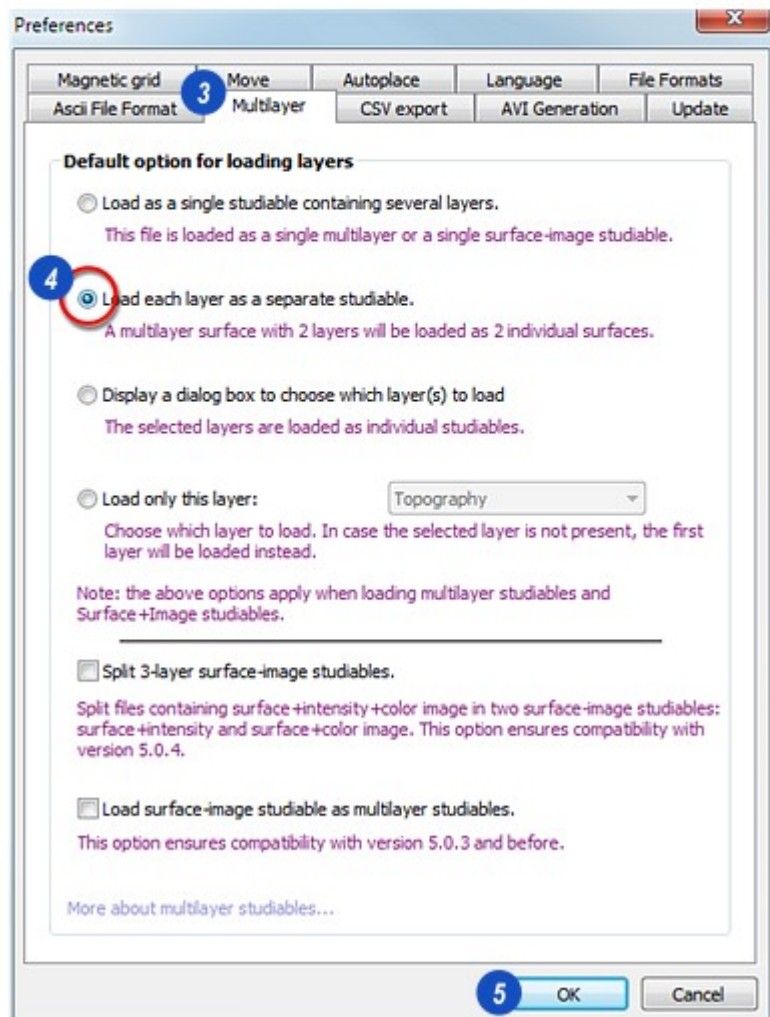 Preferences
x
Magnetic grid Move Autoplace Language File Formats
3
Ascii File Format Multilayer CSV export AVI Generation Update
Default option for loading layers
Load as a single studiable containing several layers.
This file is loaded as a single multilayer or a single surface-image studiable.
4
Load each layer as a separate studiable.
A multilayer surface with 2 layers will be loaded as 2 individual surfaces.
Display a dialog box to choose which layer(s) to load
The selected layers are loaded as individual studiables.
Load only this layer: Topography
Choose which layer to load. In case the selected layer is not present, the first
layer will be loaded instead.
Note: the above options apply when loading multilayer studiables and
Surface+Image studiables.
Split 3-layer surface-image studiables.
Split files containing surface+intensity+color image in two surface-image studiables:
surface+intensity and surface+color image. This option ensures compatibility with
version 5.0.4.
Load surface-image studiable as multilayer studiables.
This option ensures compatibility with version 5.0.3 and before.
More about multilayer studiables...
5 OK Cancel